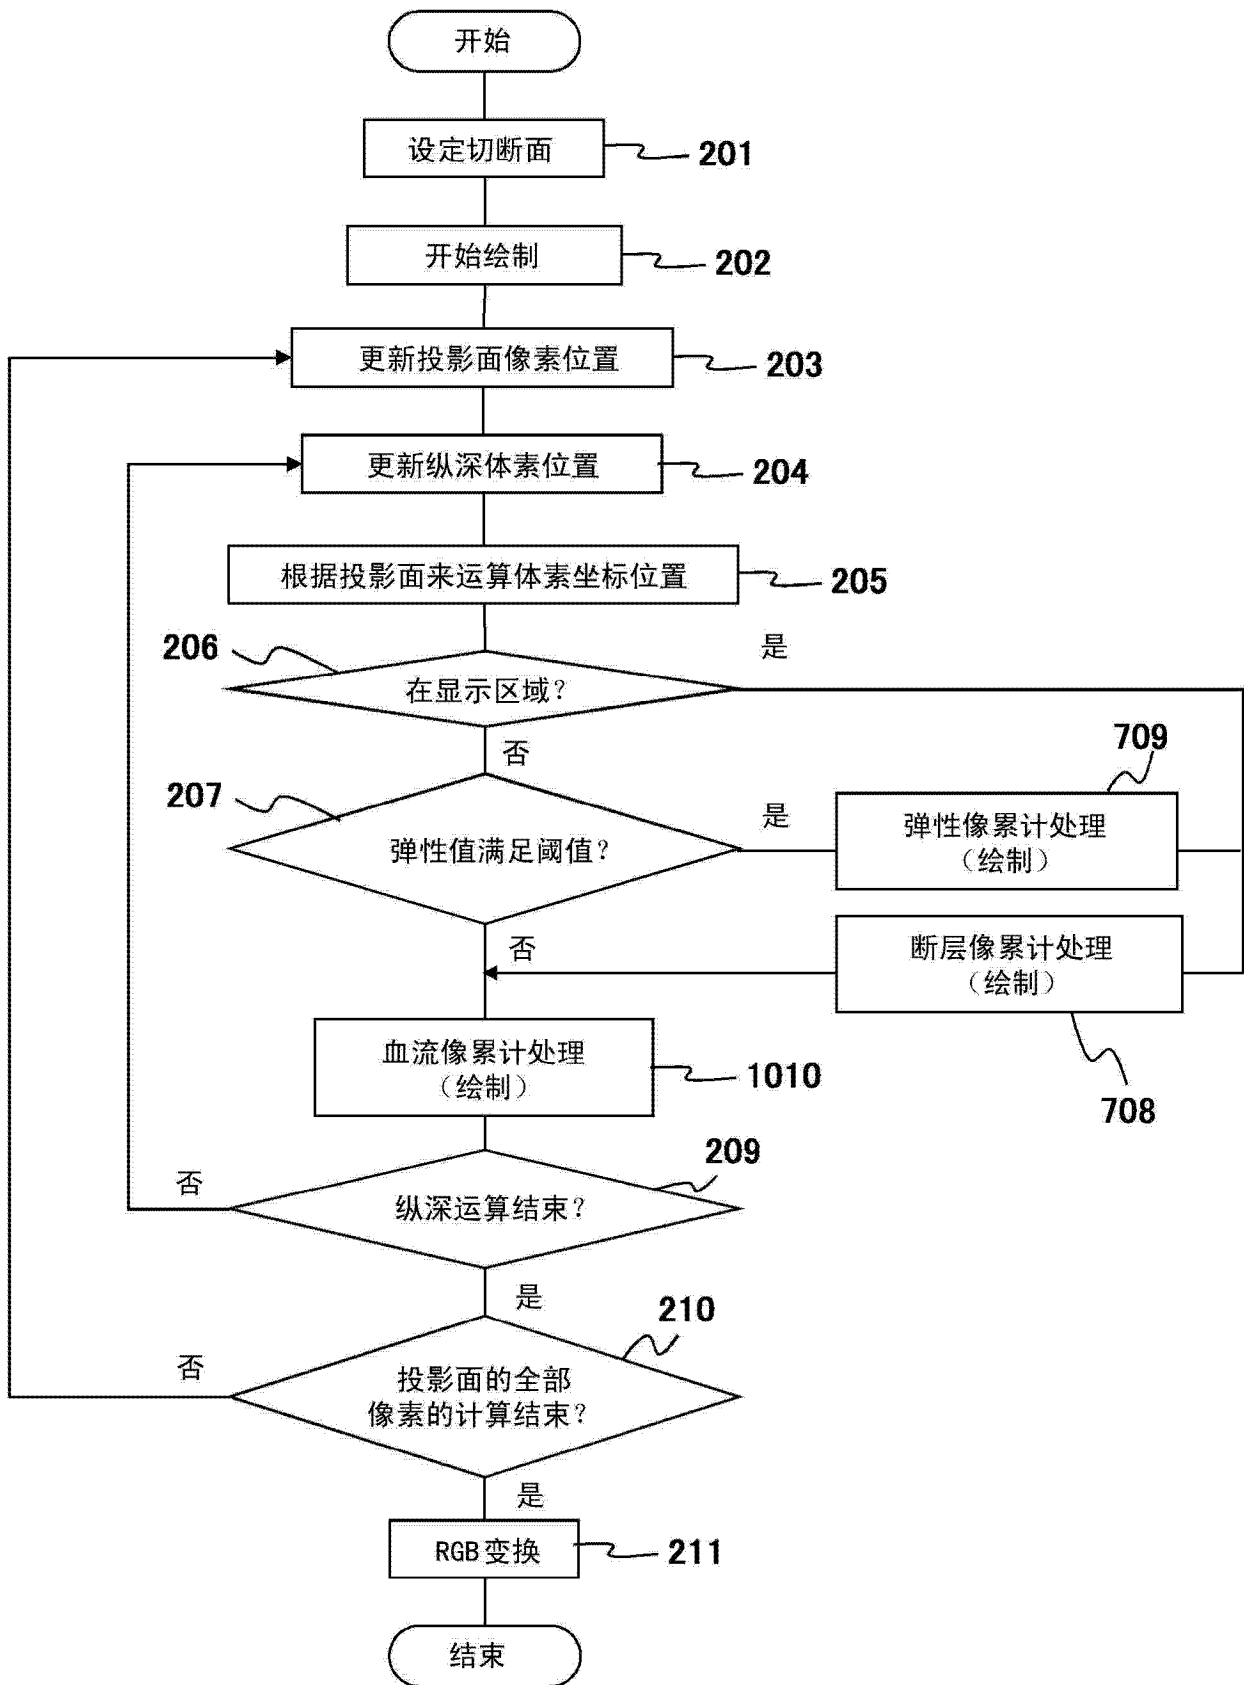 开始
设定切断面
201
开始绘制
202
更新投影面像素位置
203
更新纵深体素位置
204
根据投影面来运算体素坐标位置
205
206
是
在显示区域？
否
709
207
弹性值满足阈值？
是
弹性像累计处理
（绘制）
否
断层像累计处理
（绘制）
血流像累计处理
（绘制）
1010
708
209
否
纵深运算结束？
是
210
否
投影面的全部
像素的计算结束？
是
RGB变换
211
结束